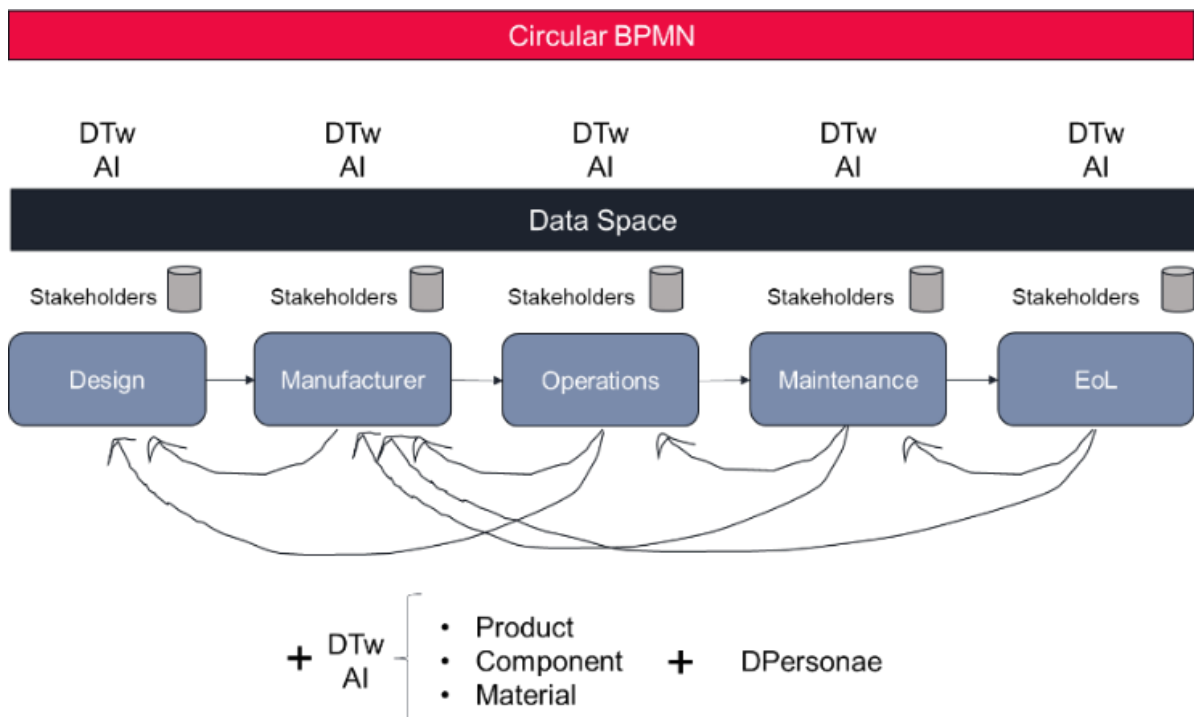 Circular BPMN
DTw DTw DTw DTw DTw
AI AI AI AI AI
Data Space
Stakeholders Stakeholders Stakeholders Stakeholders Stakeholders
Design Manufacturer Operations Maintenance EoL
• Product
+ DTw • Component + DPersonae
AI • Material